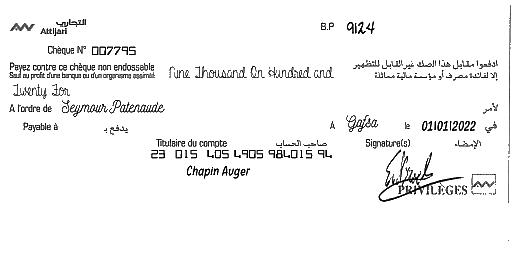 التجاري
Attijari
B.P 9124
Chèque N° 007795
Payez contre ce chèque non endossable
Sauf au profit d'une banque ou d'un organisme assimilé
Nine Thousand On Hundred and
ادفعوا مقابل هذا الصك غير القابل للتظهير
إلا لفائدة مصرف أو مؤسسة مالية مماثلة
Twenty For
A l'ordre de Seymour Patenaude
لأمر
Payable à يدفع بـ
A Gafsa le 01/01/2022 في
Titulaire du compte صاحب الحساب
Signature(s) الإمضاء
23 015 405 4905 984015 94
Chapin Auger
PRIVILÈGES